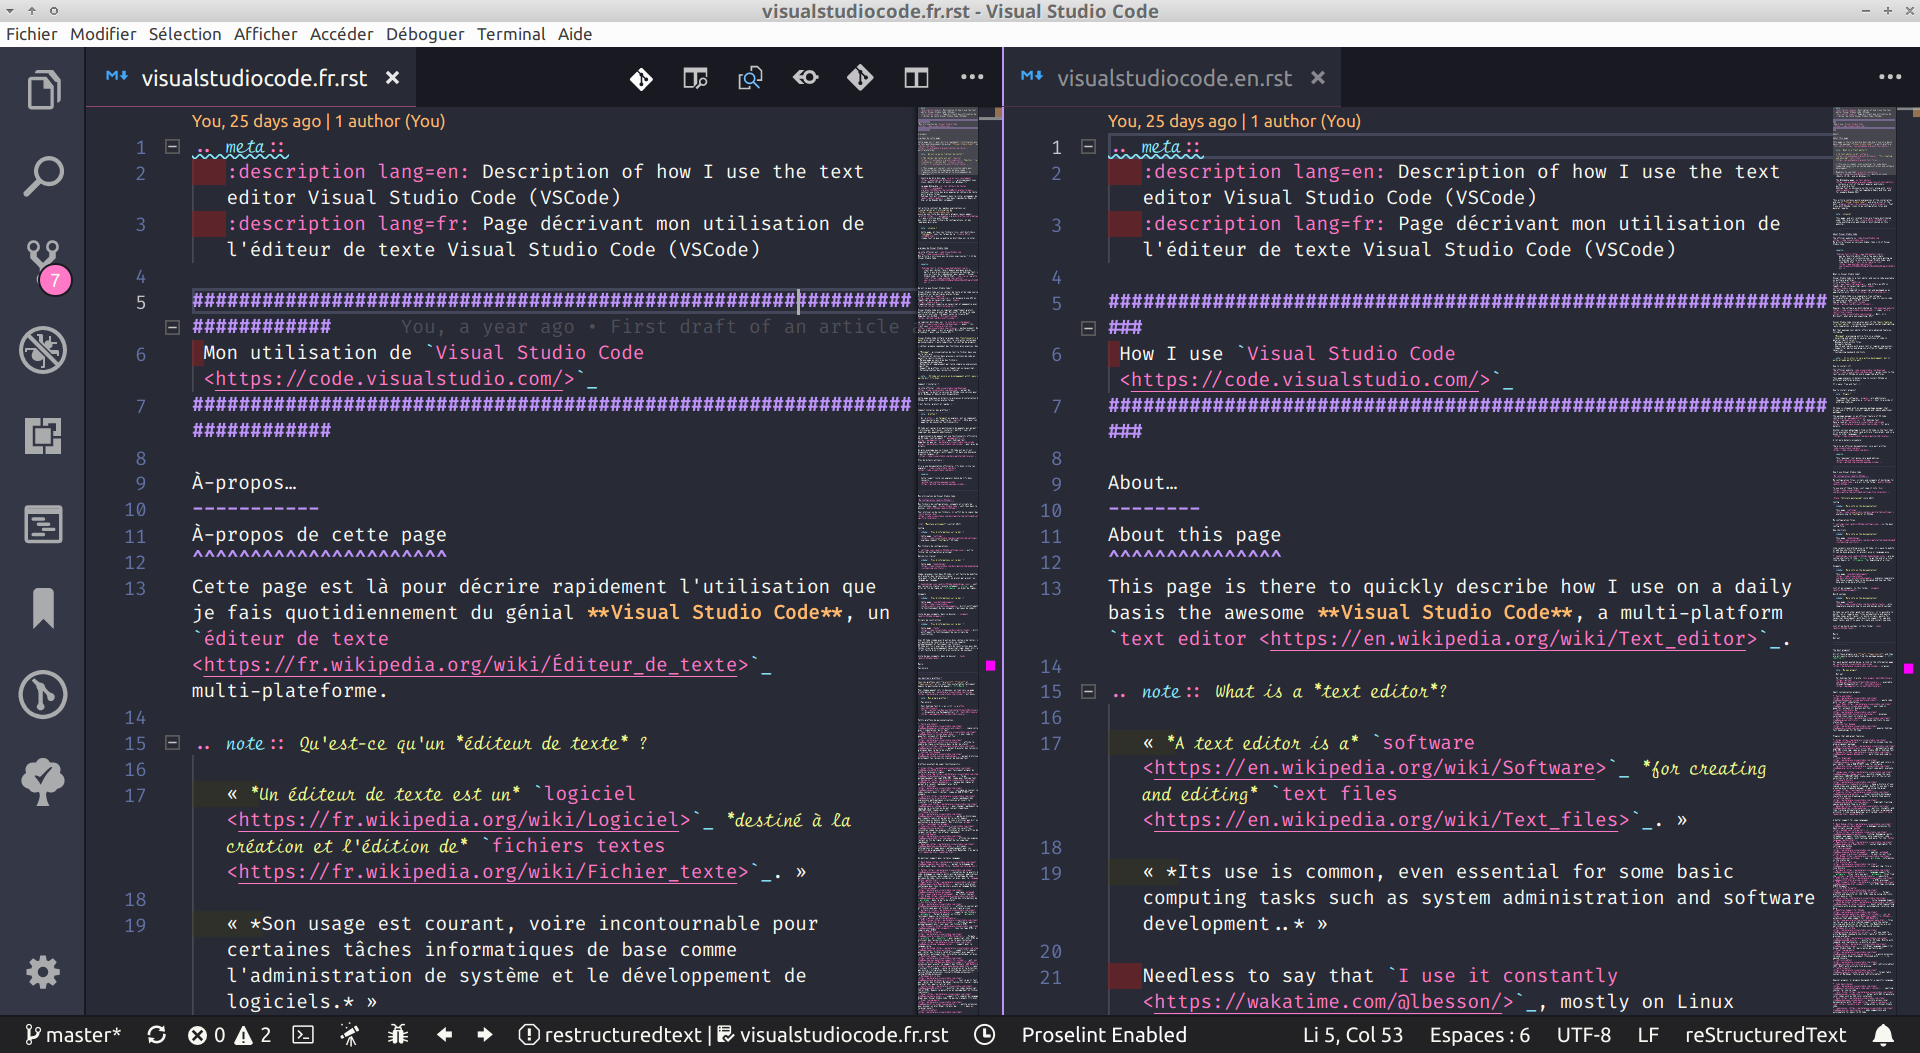 visualstudiocode.fr.rst - Visual Studio Code
Fichier Modifier Sélection Afficher Accéder Déboguer Terminal Aide
visualstudiocode.fr.rst
You, 25 days ago | 1 author (You)
1 .. meta::
2 :description lang=en: Description of how I use the text
editor Visual Studio Code (VSCode)
3 :description lang=fr: Page décrivant mon utilisation de
l'éditeur de texte Visual Studio Code (VSCode)
4
5 ##############################################################
############ You, a year ago • First draft of an article
6 Mon utilisation de `Visual Studio Code
<https://code.visualstudio.com/>`_
7 ##############################################################
############
8
9 À-propos…
10 -----------
11 À-propos de cette page
12 ^^^^^^^^^^^^^^^^^^^^^^
13 Cette page est là pour décrire rapidement l'utilisation que
je fais quotidiennement du génial **Visual Studio Code**, un
`éditeur de texte
<https://fr.wikipedia.org/wiki/Éditeur_de_texte>`_
multi-plateforme.
14
15 .. note:: Qu'est-ce qu'un *éditeur de texte* ?
16
17 « *Un éditeur de texte est un* `logiciel
<https://fr.wikipedia.org/wiki/Logiciel>`_ *destiné à la
création et l'édition de* `fichiers textes
<https://fr.wikipedia.org/wiki/Fichier_texte>`_. »
18
19 « *Son usage est courant, voire incontournable pour
certaines tâches informatiques de base comme
l'administration de système et le développement de
logiciels.* »
visualstudiocode.en.rst
You, 25 days ago | 1 author (You)
1 .. meta::
2 :description lang=en: Description of how I use the text
editor Visual Studio Code (VSCode)
3 :description lang=fr: Page décrivant mon utilisation de
l'éditeur de texte Visual Studio Code (VSCode)
4
5 ##############################################################
###
6 How I use `Visual Studio Code
<https://code.visualstudio.com/>`_
7 ##############################################################
###
8
9 About…
10 --------
11 About this page
12 ^^^^^^^^^^^^^^^
13 This page is there to quickly describe how I use on a daily
basis the awesome **Visual Studio Code**, a multi-platform
`text editor <https://en.wikipedia.org/wiki/Text_editor>`_.
14
15 .. note:: What is a *text editor*?
16
17 « *A text editor is a* `software
<https://en.wikipedia.org/wiki/Software>`_ *for creating
and editing* `text files
<https://en.wikipedia.org/wiki/Text_files>`_. »
18
19 « *Its use is common, even essential for some basic
computing tasks such as system administration and software
development..* »
20
21 Needless to say that `I use it constantly
<https://wakatime.com/@lbesson/>`_, mostly on Linux
7
master* 0 2 restructuredtext | visualstudiocode.fr.rst Proselint Enabled Li 5, Col 53 Espaces : 6 UTF-8 LF reStructuredText